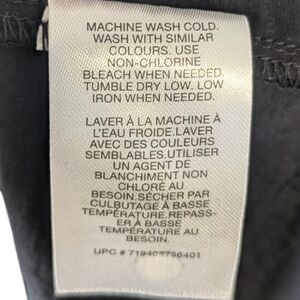 MACHINE WASH COLD.
WASH WITH SIMILAR
COLOURS. USE
NON-CHLORINE
BLEACH WHEN NEEDED.
TUMBLE DRY LOW. LOW
IRON WHEN NEEDED.
LAVER À LA MACHINE À
L'EAU FROIDE.LAVER
AVEC DES COULEURS
SEMBLABLES.UTILISER
UN AGENT DE
BLANCHIMENT NON
CHLORÉ AU
BESOIN.SÉCHER PAR
CULBUTAGE À BASSE
TEMPÉRATURE.REPASS-
ER À BASSE
TEMPÉRATURE AU
BESOIN.
UPC #